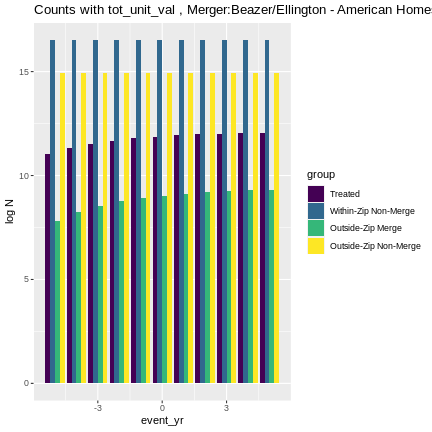 Counts with tot_unit_val , Merger:Beazer/Ellington - American Homes
15
10
5
0
log N
-3
0
3
event_yr
group
Treated
Within-Zip Non-Merge
Outside-Zip Merge
Outside-Zip Non-Merge